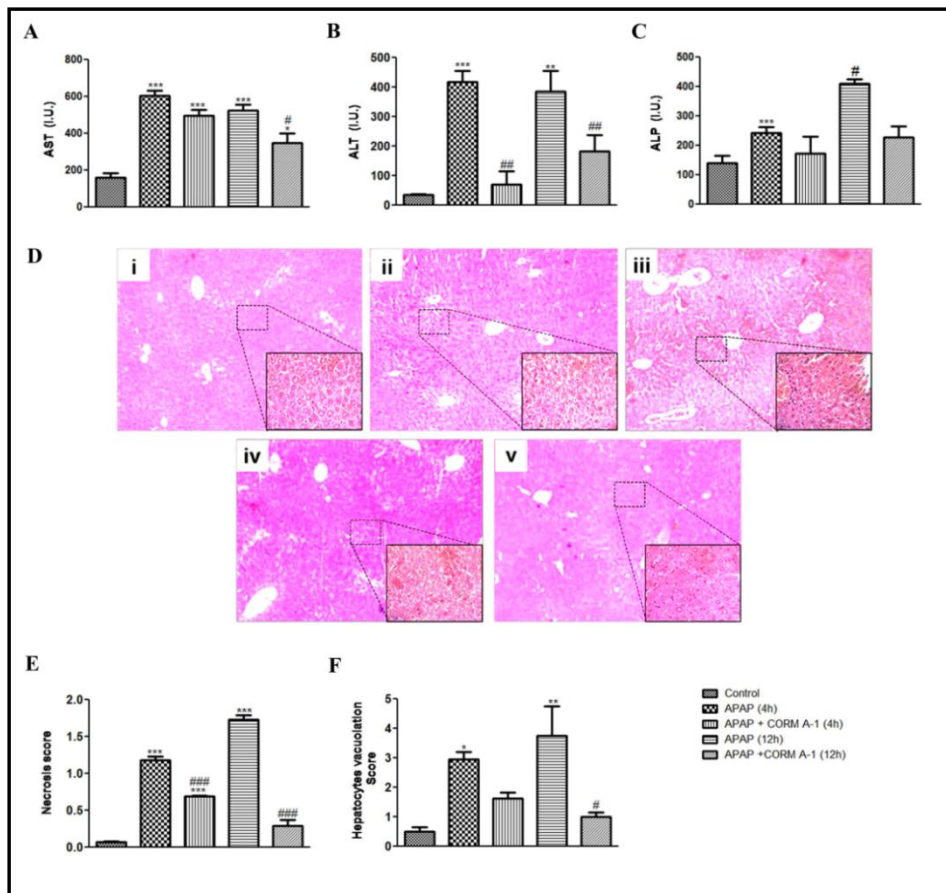 A
AST (I.U.)
800
600
400
200
0
***
***
***
#
*
B
ALT (I.U.)
500
400
300
200
100
0
***
##
**
##
C
ALP (I.U.)
500
400
300
200
100
0
***
#
D
i
ii
iii
iv
v
E
Necrosis score
2.0
1.5
1.0
0.5
0.0
***
###
***
***
###
F
Hepatocytes vacuolation
Score
5
4
3
2
1
0
*
**
#
Control
APAP (4h)
APAP + CORM A-1 (4h)
APAP (12h)
APAP +CORM A-1 (12h)